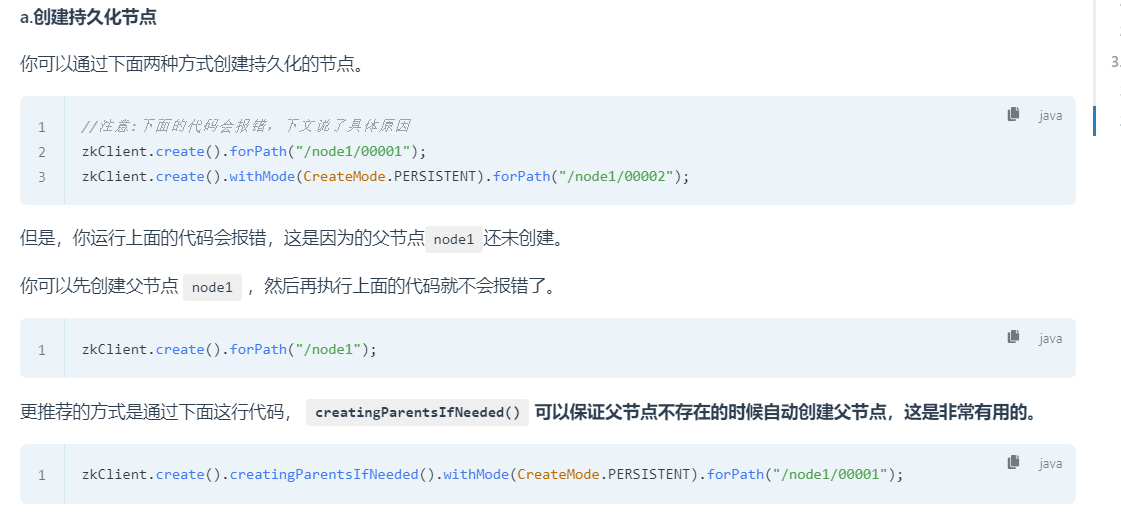 a.创建持久化节点
你可以通过下面两种方式创建持久化的节点。
java
1 //注意:下面的代码会报错，下文说了具体原因
2 zkClient.create().forPath("/node1/00001");
3 zkClient.create().withMode(CreateMode.PERSISTENT).forPath("/node1/00002");
但是，你运行上面的代码会报错，这是因为的父节点node1还未创建。
你可以先创建父节点 node1 ，然后再执行上面的代码就不会报错了。
java
1 zkClient.create().forPath("/node1");
更推荐的方式是通过下面这行代码， creatingParentsIfNeeded() 可以保证父节点不存在的时候自动创建父节点，这是非常有用的。
java
1 zkClient.create().creatingParentsIfNeeded().withMode(CreateMode.PERSISTENT).forPath("/node1/00001");
3.